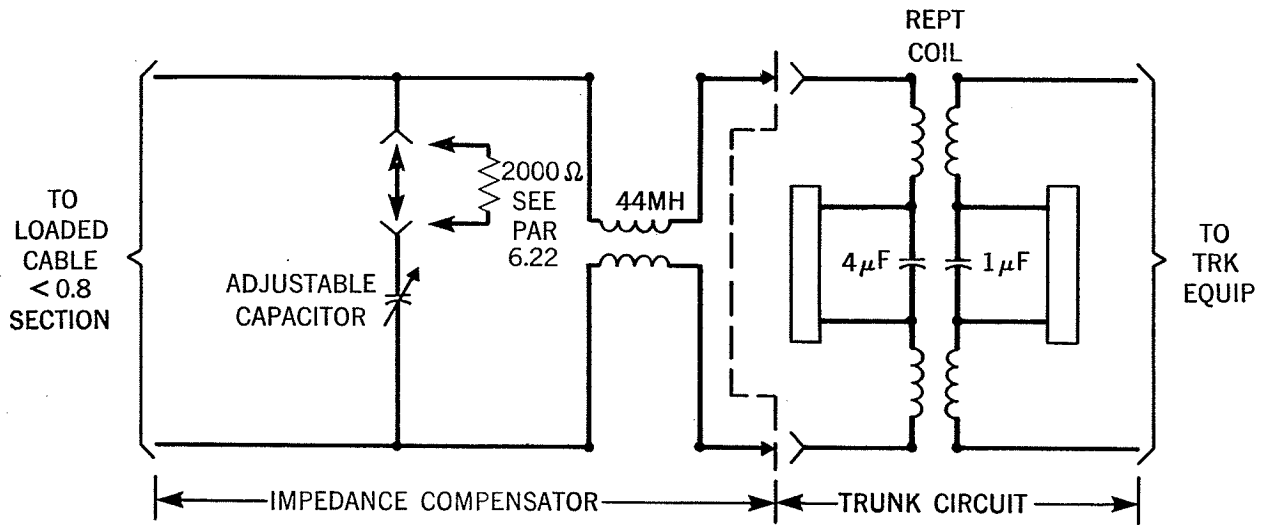 REPT
COIL
TO
LOADED
CABLE
< 0.8
SECTION
2000 Ω
SEE
PAR
6.22
ADJUSTABLE
CAPACITOR
44MH
4μF
1μF
TO
TRK
EQUIP
IMPEDANCE COMPENSATOR
TRUNK CIRCUIT